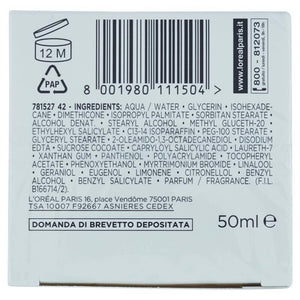 12 M
PAP
8 001980 111504
www.lorealparis.it
800 - 812073
781527 42 - INGREDIENTS: AQUA / WATER • GLYCERIN • ISOHEXADE-
CANE • DIMETHICONE • ISOPROPYL PALMITATE • SORBITAN STEARATE
ALCOHOL DENAT. • STEARYL ALCOHOL • METHYL GLUCETH-20
ETHYLHEXYL SALICYLATE • C13-14 ISOPARAFFIN • PEG-100 STEARATE
GLYCERYL STEARATE • 2-OLEAMIDO-1,3-OCTADECANEDIOL • DISODIUM EDTA
SUCROSE COCOATE • CAPRYLOYL SALICYLIC ACID • LAURETH-7
• XANTHAN GUM • PANTHENOL • POLYACRYLAMIDE • TOCOPHERYL
ACETATE • PHENOXYETHANOL • MYRTRIMONIUM BROMIDE • LINALOOL
GERANIOL • EUGENOL • LIMONENE • CITRONELLOL • BENZYL
ALCOHOL • BENZYL SALICYLATE • PARFUM / FRAGRANCE. (F.I.L.
B166714/2).
L'ORÉAL PARIS 16, place Vendôme 75001 PARIS
TSA 10007 F92667 ASNIERES CEDEX
DOMANDA DI BREVETTO DEPOSITATA
50ml e